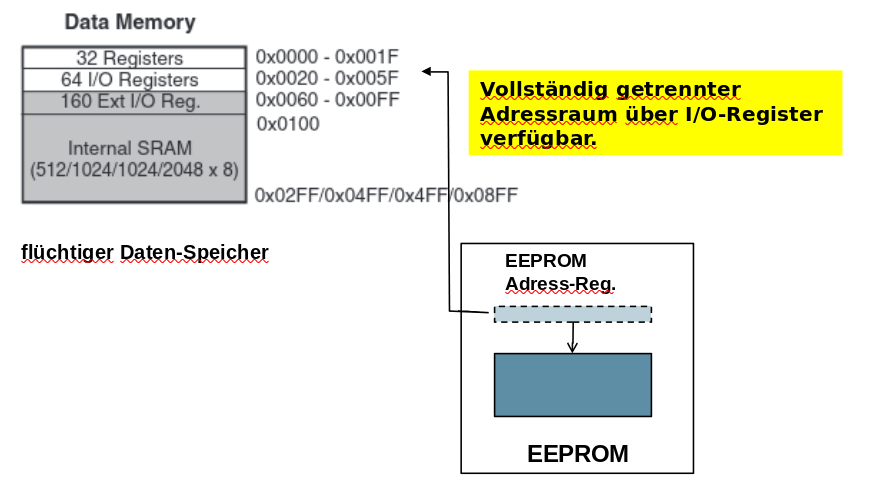 Data Memory
32 Registers
0x0000 - 0x001F
64 I/O Registers
0x0020 - 0x005F
160 Ext I/O Reg.
0x0060 - 0x00FF
0x0100
Internal SRAM
(512/1024/1024/2048 x 8)
0x02FF/0x04FF/0x4FF/0x08FF
Vollständig getrennter
Adressraum über I/O-Register
verfügbar.
flüchtiger Daten-Speicher
EEPROM
Adress-Reg.
EEPROM